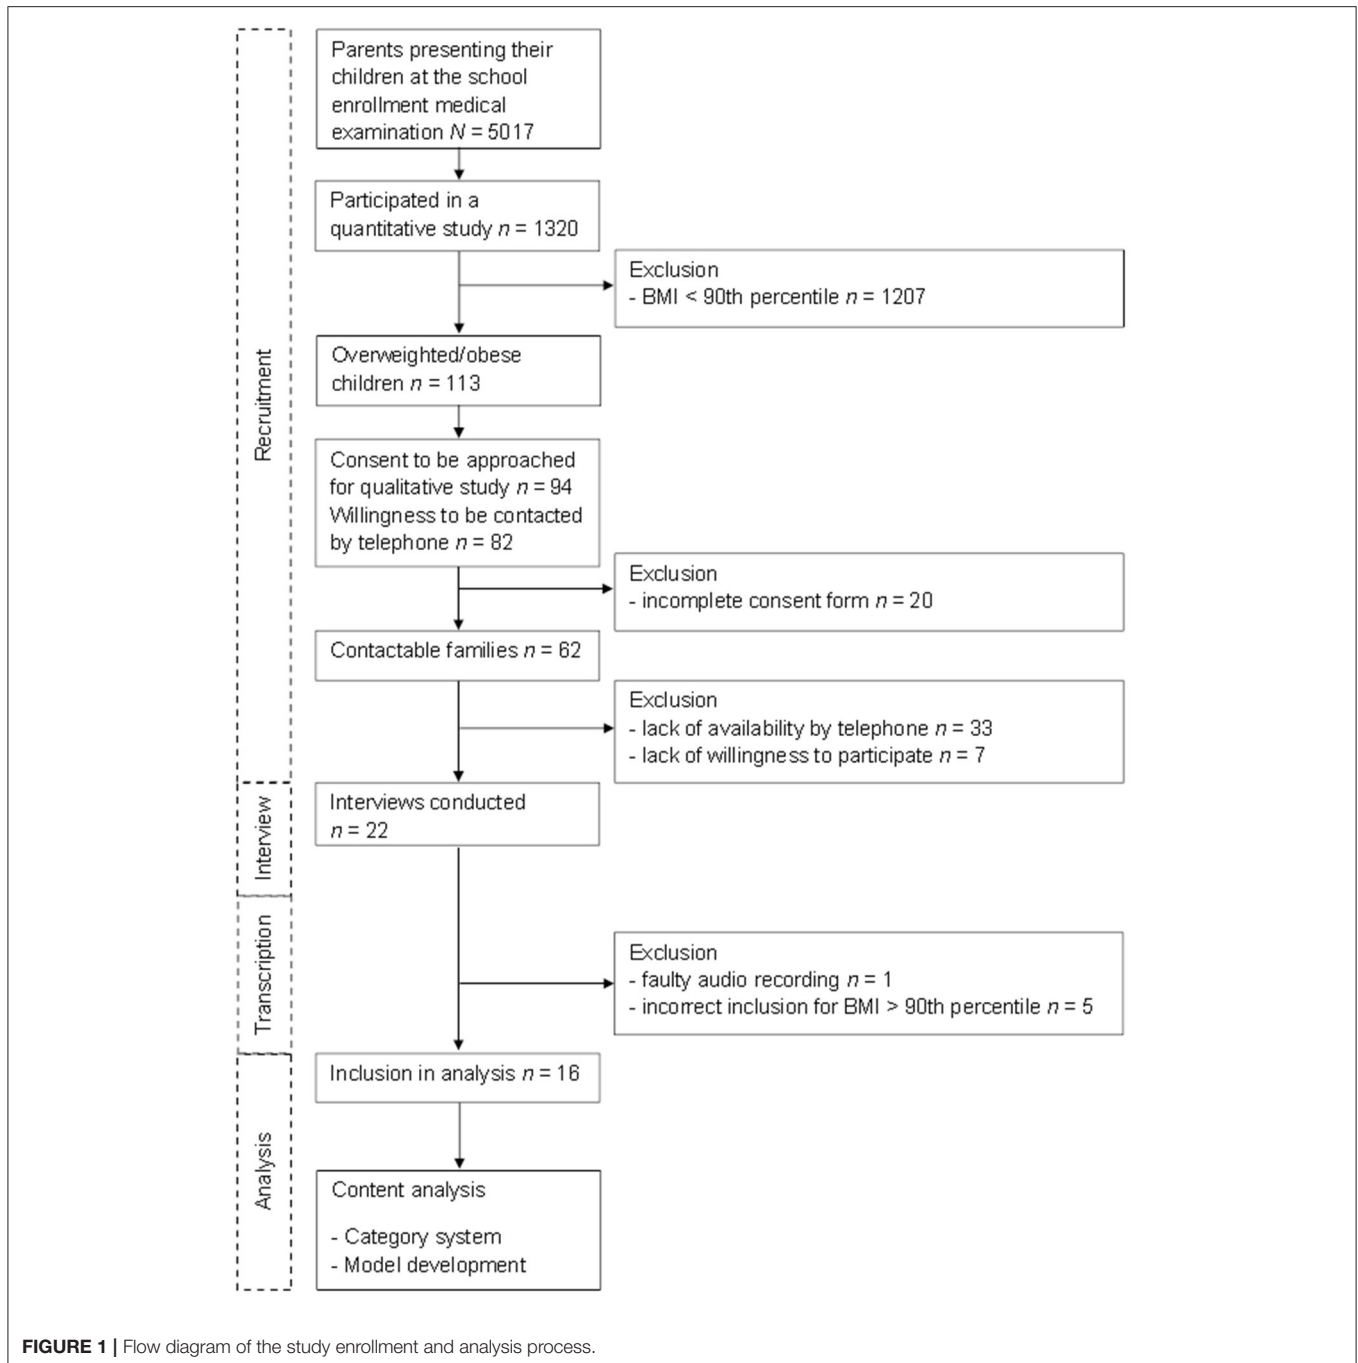 Recruitment
Parents presenting their
children at the school
enrollment medical
examination N = 5017
Participated in a
quantitative study n = 1320
Exclusion
- BMI < 90th percentile n = 1207
Overweighted/obese
children n = 113
Consent to be approached
for qualitative study n = 94
Willingness to be contacted
by telephone n = 82
Exclusion
- incomplete consent form n = 20
Contactable families n = 62
Exclusion
- lack of availability by telephone n = 33
- lack of willingness to participate n = 7
Interview
Interviews conducted
n = 22
Transcription
Exclusion
- faulty audio recording n = 1
- incorrect inclusion for BMI > 90th percentile n = 5
Analysis
Inclusion in analysis n = 16
Content analysis
- Category system
- Model development
FIGURE 1 | Flow diagram of the study enrollment and analysis process.